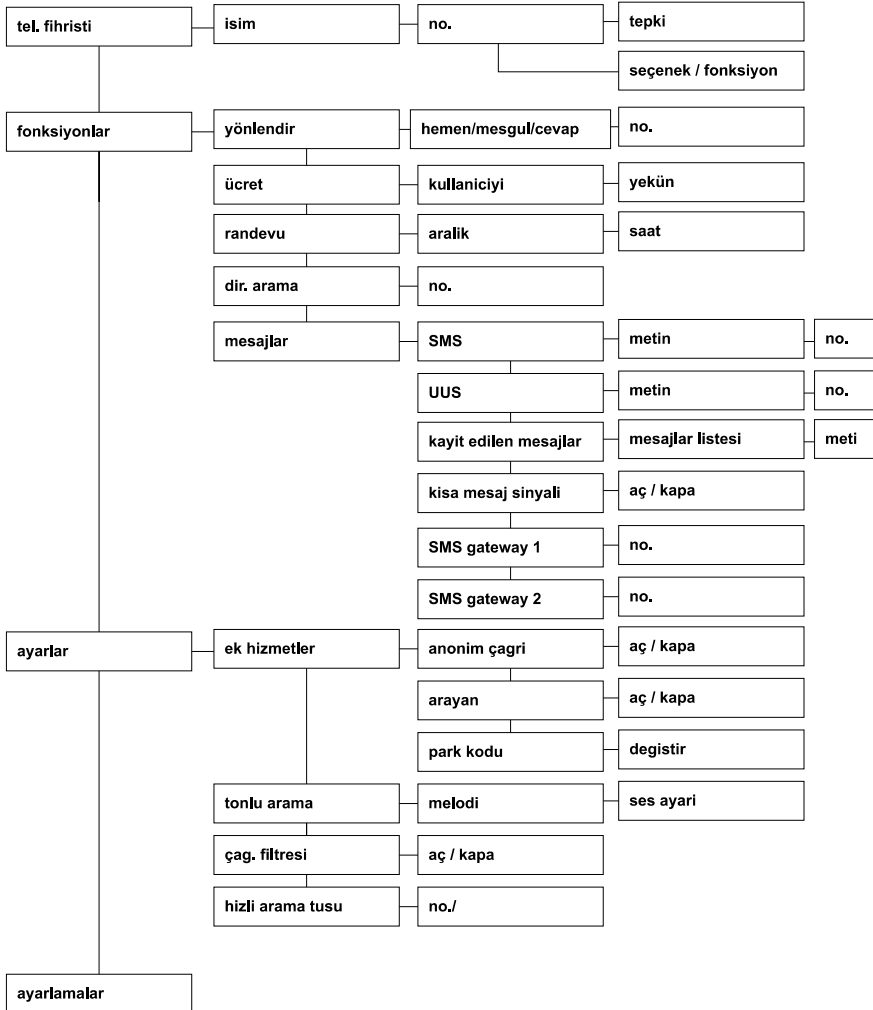 tel. fihristi
isim
no.
tepki
seçenek / fonksiyon
fonksiyonlar
yönlendir
hemen/mesgul/cevap
no.
ücret
kullaniciyi
yekün
randevu
aralik
saat
dir. arama
no.
mesajlar
SMS
metin
no.
UUS
metin
no.
kayit edilen mesajlar
mesajlar listesi
meti
kisa mesaj sinyali
aç / kapa
SMS gateway 1
no.
SMS gateway 2
no.
ayarlar
ek hizmetler
anonim çagri
aç / kapa
arayan
aç / kapa
park kodu
degistir
tonlu arama
melodi
ses ayari
çag. filtresi
aç / kapa
hizli arama tusu
no./
ayarlamalar